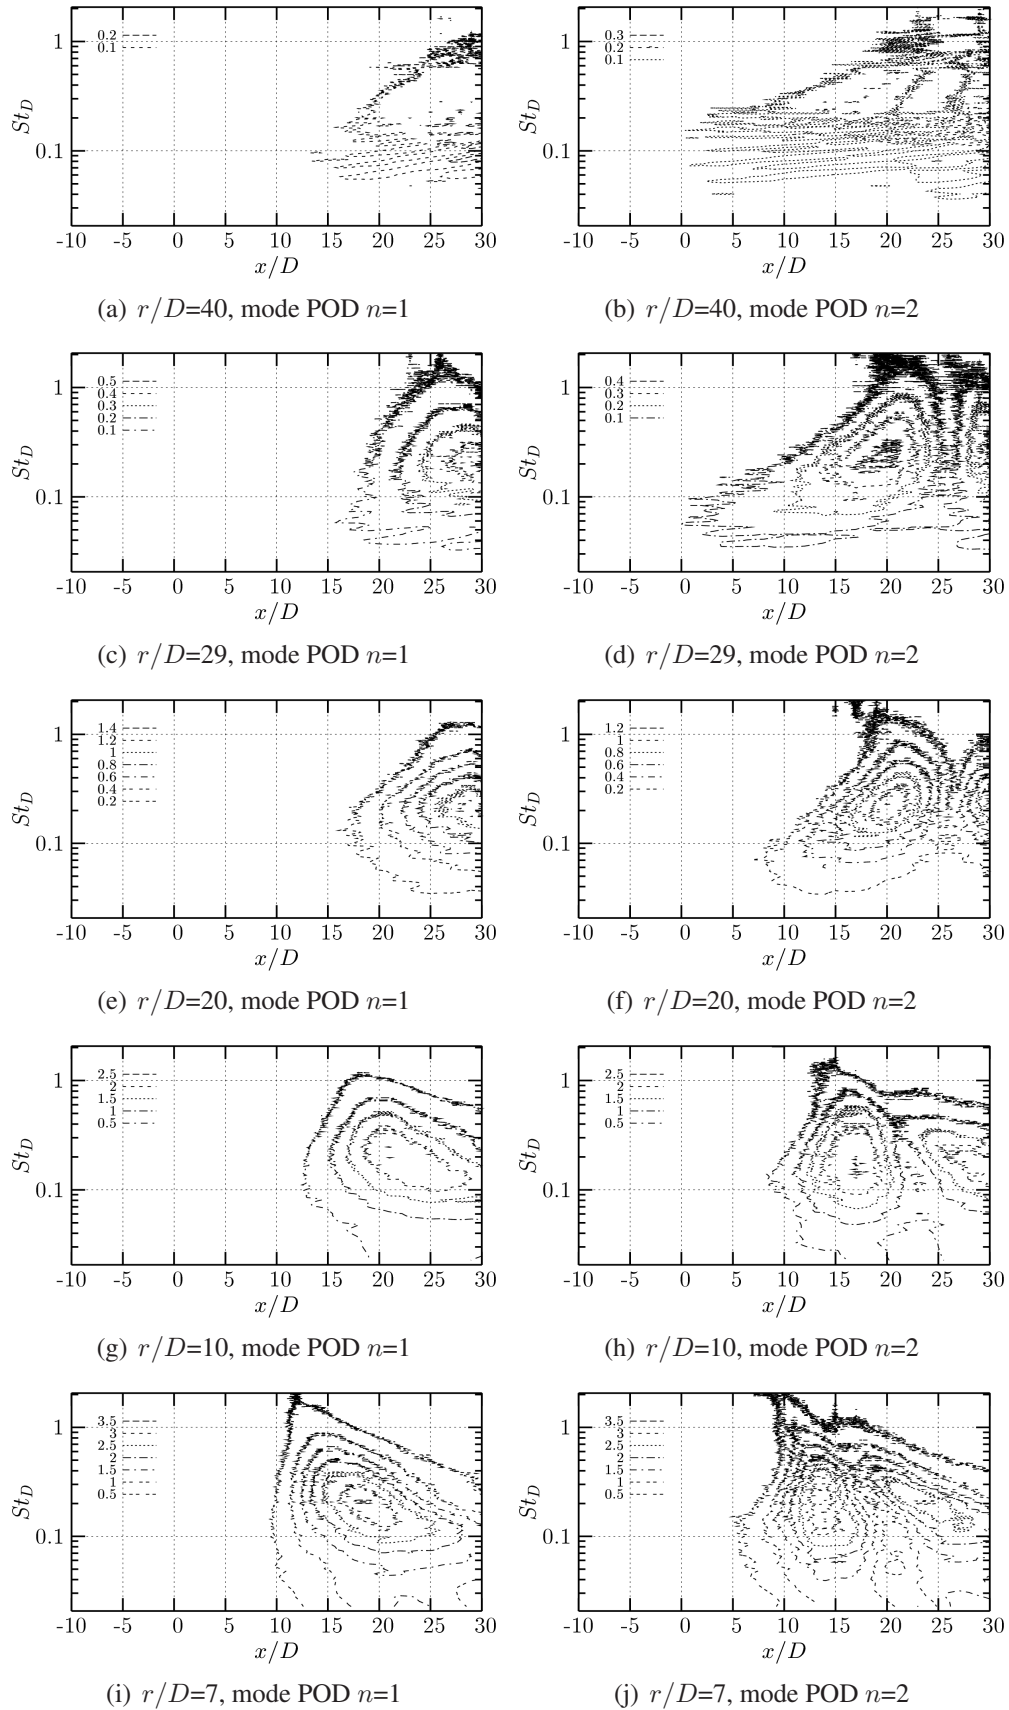 0.2
0.1
1
0.1
St_D
-10 -5 0 5 10 15 20 25 30
x/D
(a) r/D=40, mode POD n=1
0.3
0.2
0.1
1
0.1
St_D
-10 -5 0 5 10 15 20 25 30
x/D
(b) r/D=40, mode POD n=2
0.5
0.4
0.3
0.2
0.1
1
0.1
St_D
-10 -5 0 5 10 15 20 25 30
x/D
(c) r/D=29, mode POD n=1
0.4
0.3
0.2
0.1
1
0.1
St_D
-10 -5 0 5 10 15 20 25 30
x/D
(d) r/D=29, mode POD n=2
1.4
1.2
1
0.8
0.6
0.4
0.2
1
0.1
St_D
-10 -5 0 5 10 15 20 25 30
x/D
(e) r/D=20, mode POD n=1
1.2
1
0.8
0.6
0.4
0.2
1
0.1
St_D
-10 -5 0 5 10 15 20 25 30
x/D
(f) r/D=20, mode POD n=2
2.5
2
1.5
1
0.5
1
0.1
St_D
-10 -5 0 5 10 15 20 25 30
x/D
(g) r/D=10, mode POD n=1
2.5
2
1.5
1
0.5
1
0.1
St_D
-10 -5 0 5 10 15 20 25 30
x/D
(h) r/D=10, mode POD n=2
3.5
3
2.5
2
1.5
1
0.5
1
0.1
St_D
-10 -5 0 5 10 15 20 25 30
x/D
(i) r/D=7, mode POD n=1
3.5
3
2.5
2
1.5
1
0.5
1
0.1
St_D
-10 -5 0 5 10 15 20 25 30
x/D
(j) r/D=7, mode POD n=2